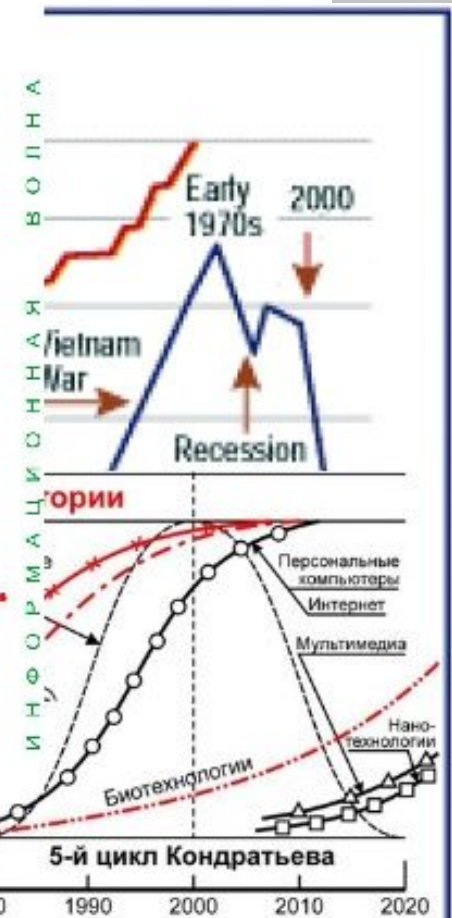 ИНФОРМАЦИОННАЯ ВОЛНА
Early
1970s
2000
Vietnam
War
Recession
тории
Персональные
компьютеры
Интернет
Мультимедиа
Нано-
технологии
Биотехнологии
5-й цикл Кондратьева
0
1990
2000
2010
2020